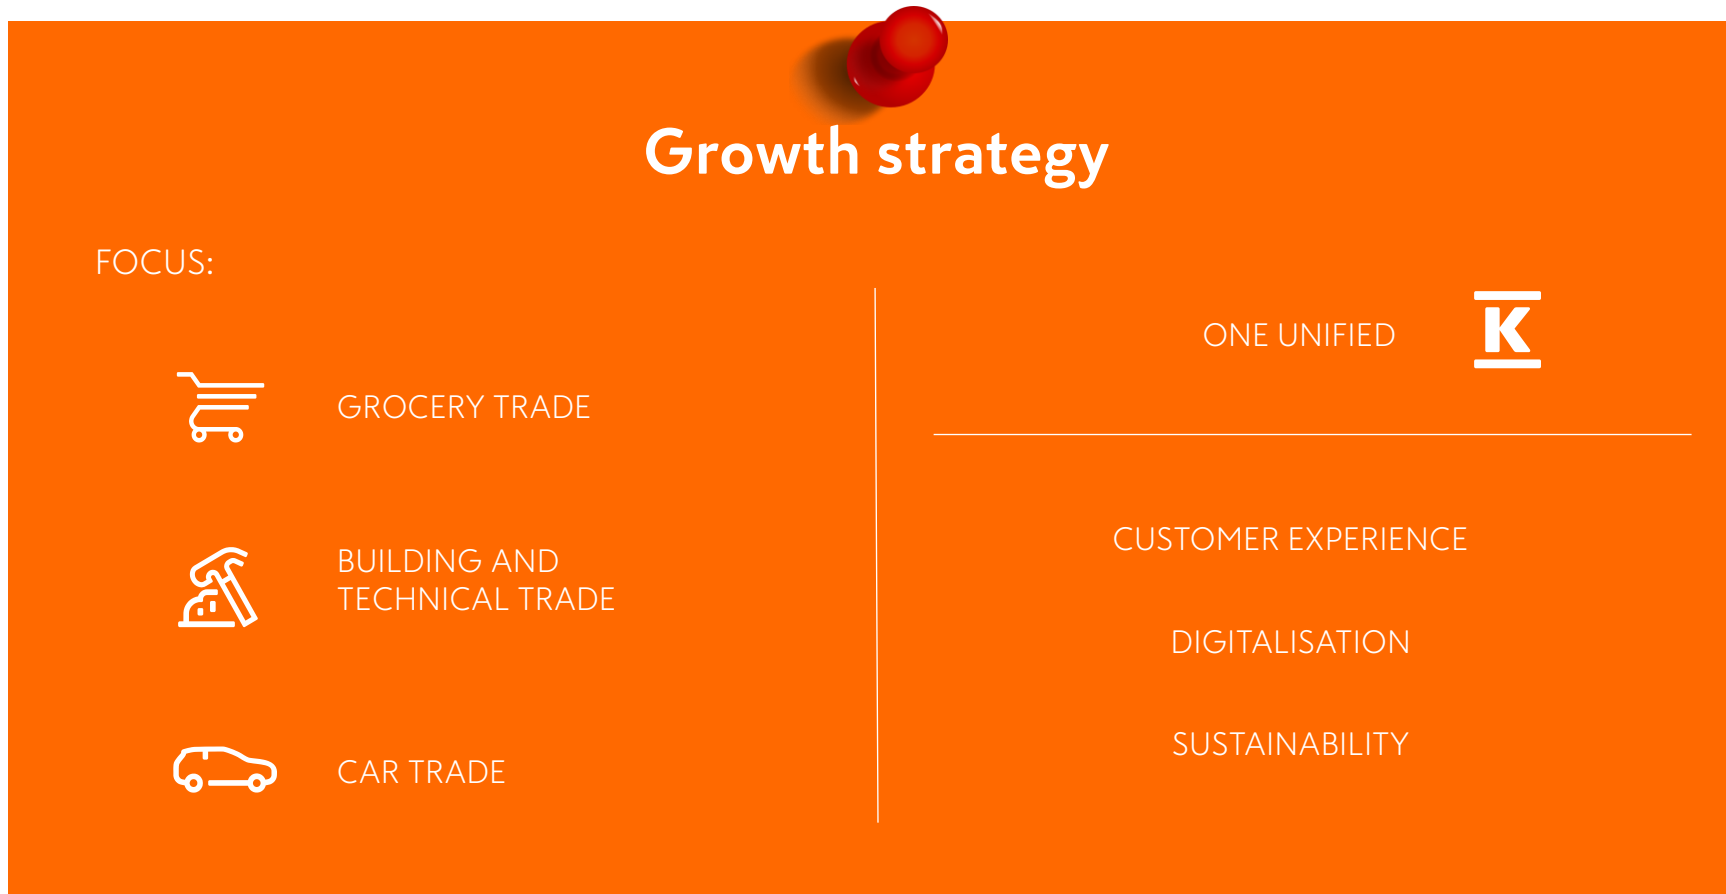 Growth strategy
FOCUS:
GROCERY TRADE
BUILDING AND
TECHNICAL TRADE
CAR TRADE
ONE UNIFIED K
CUSTOMER EXPERIENCE
DIGITALISATION
SUSTAINABILITY